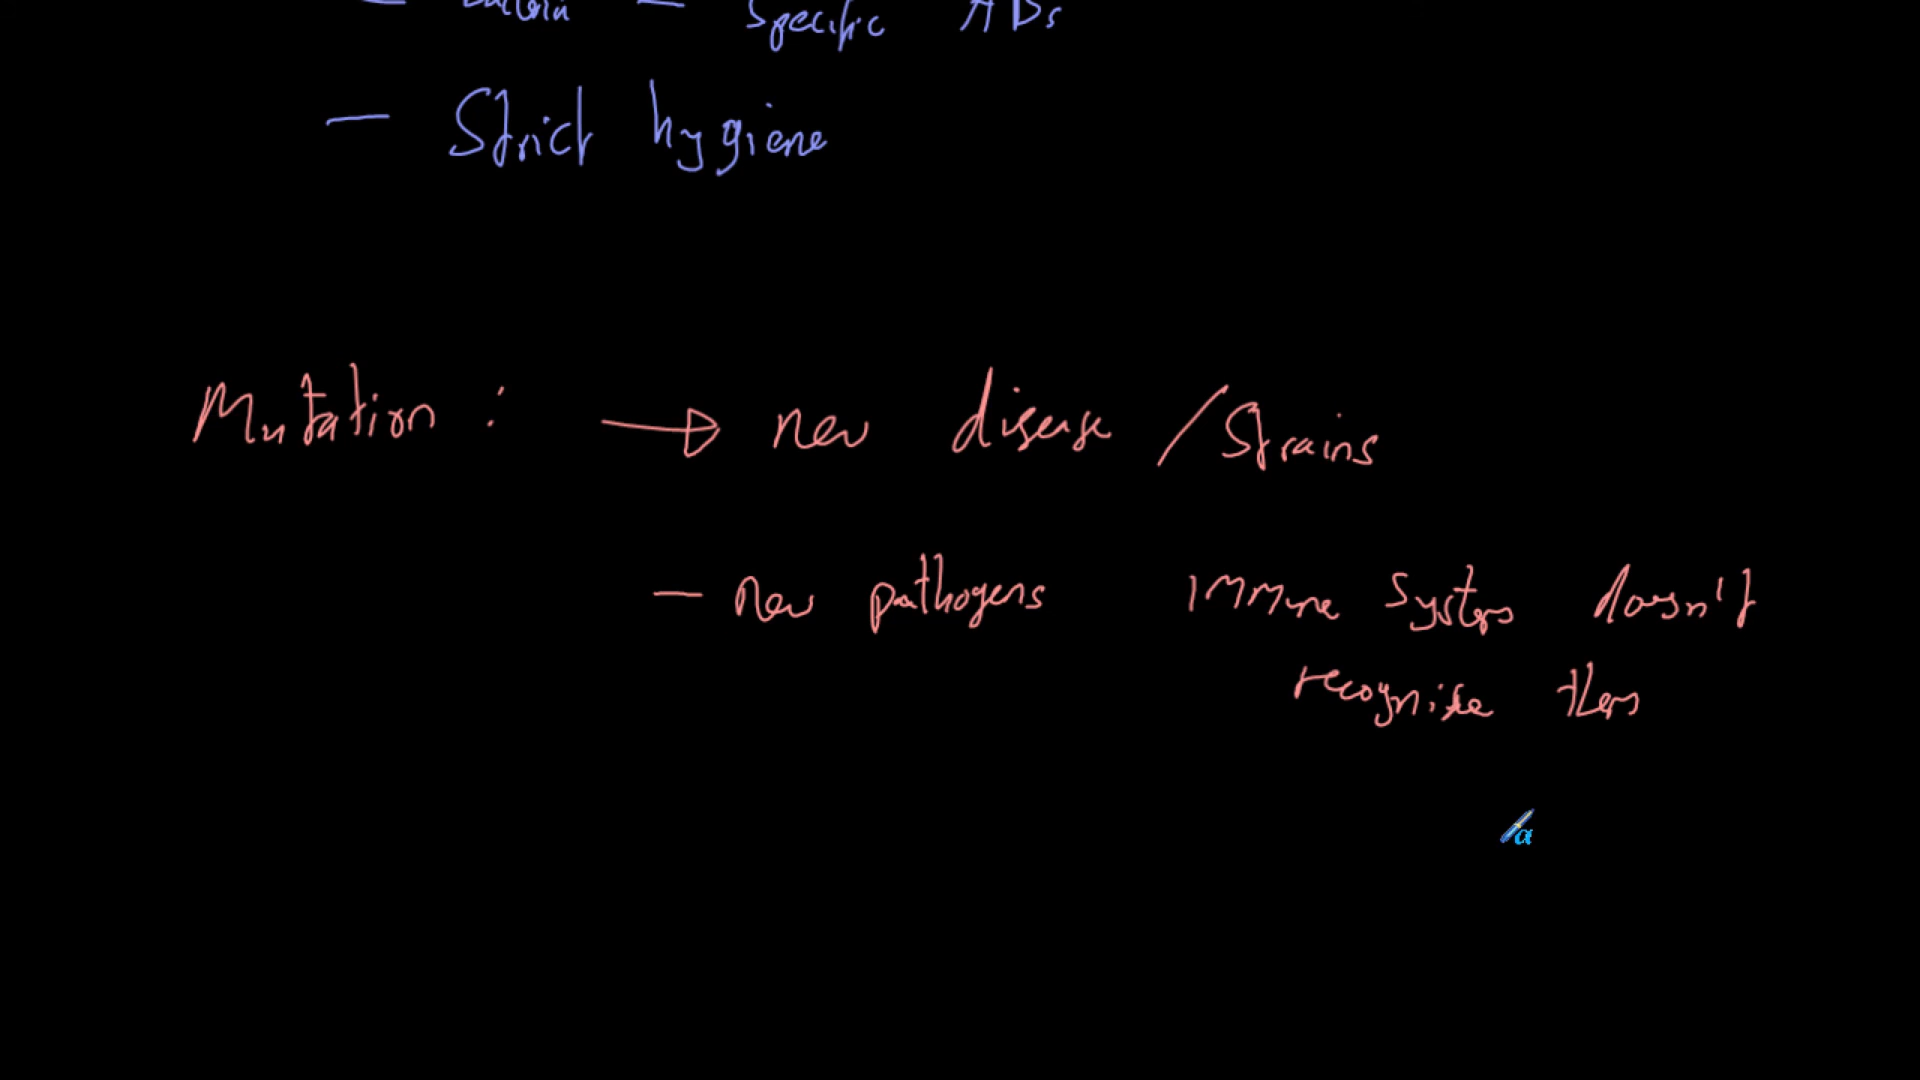 — Specific ABs
— Strict hygiene
Mutation : → new disease / Strains
— new pathogens immune system doesn't
recognise them